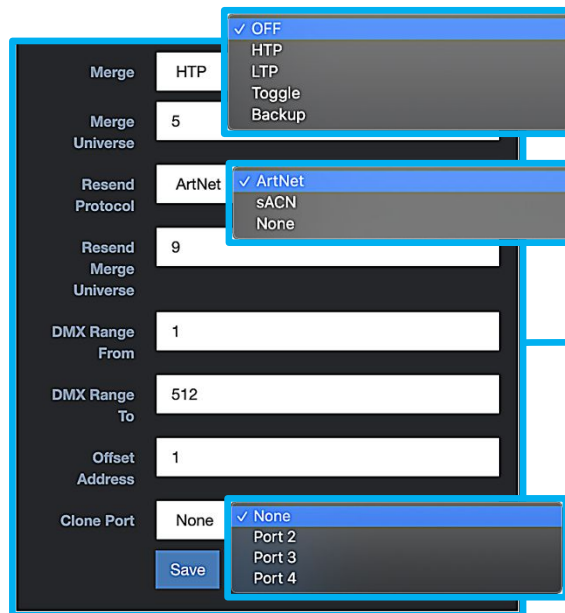 ✓ OFF
HTP
LTP
Toggle
Backup
Merge HTP
Merge
Universe
5
Resend
Protocol
ArtNet
✓ ArtNet
sACN
None
Resend
Merge
Universe
9
DMX Range
From
1
DMX Range
To
512
Offset
Address
1
Clone Port None
✓ None
Port 2
Port 3
Port 4
Save